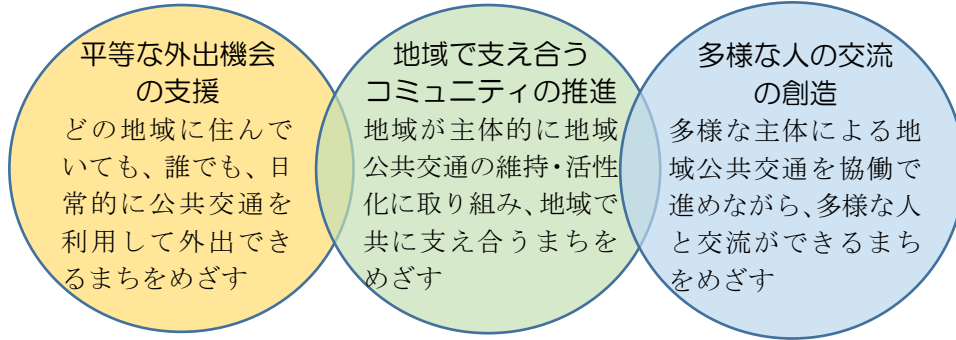 平等な外出機会
の支援
どの地域に住んで
いても、誰でも、日
常的に公共交通を
利用して外出でき
るまちをめざす
地域で支え合う
コミュニティの推進
地域が主体的に地域
公共交通の維持・活性
化に取り組み、地域で
共に支え合うまちを
めざす
多様な人の交流
の創造
多様な主体による地
域公共交通を協働で
進めながら、多様な人
と交流ができるまち
をめざす